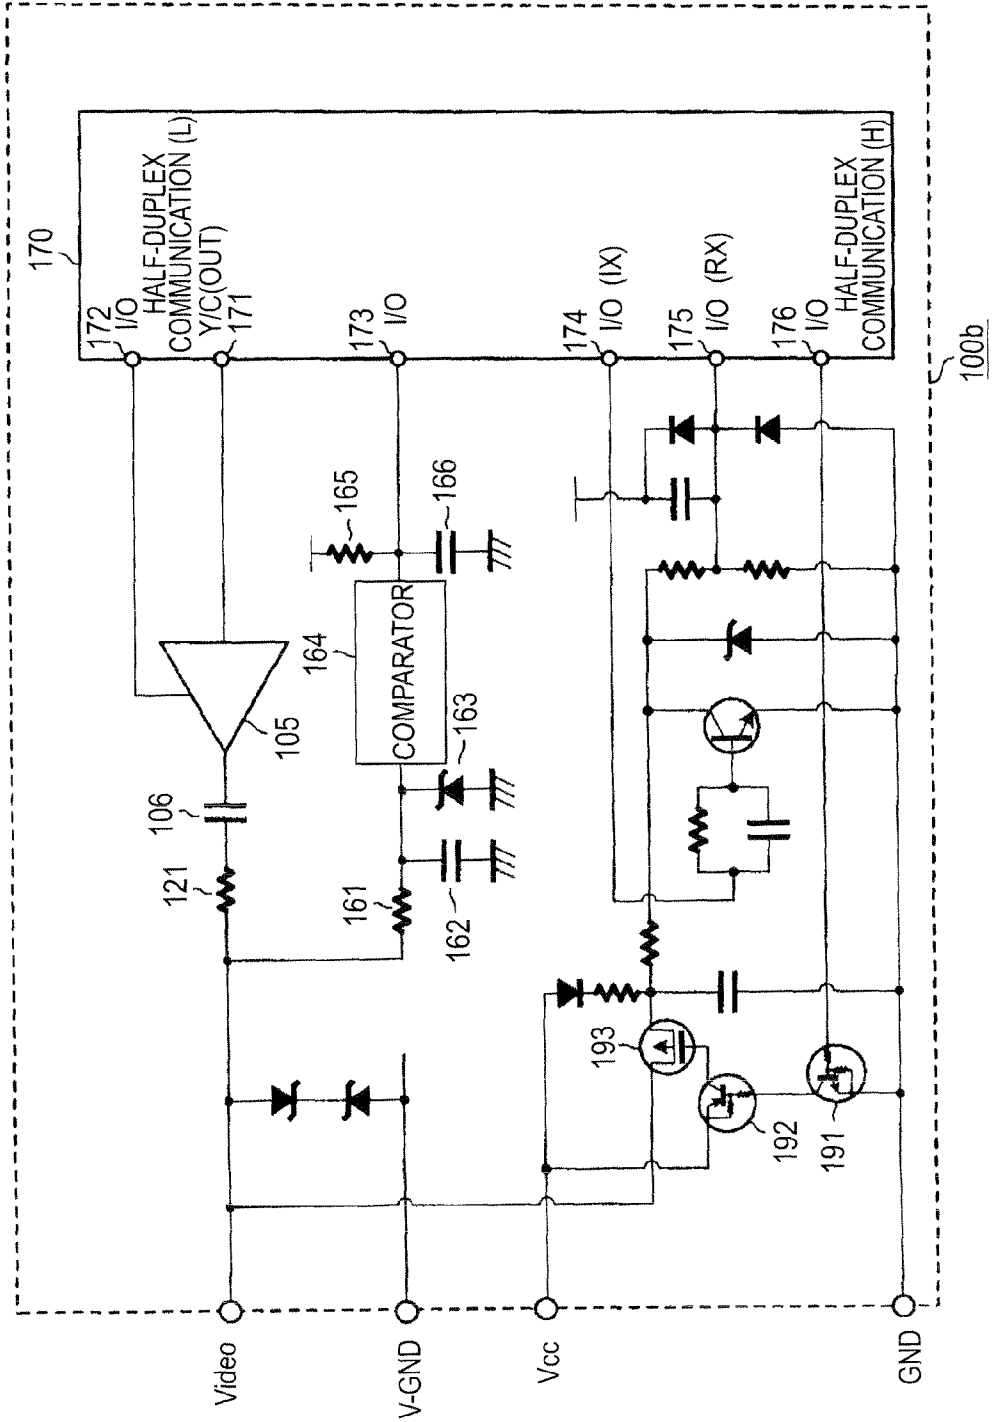 170
172
I/O
HALF-DUPLEX
COMMUNICATION (L)
Y/C(OUT)
171
173
I/O
174
I/O (IX)
175
I/O (RX)
176
I/O
HALF-DUPLEX
COMMUNICATION (H)
100b
105
106
121
165
166
164
COMPARATOR
163
161
162
193
192
191
Video
V-GND
Vcc
GND